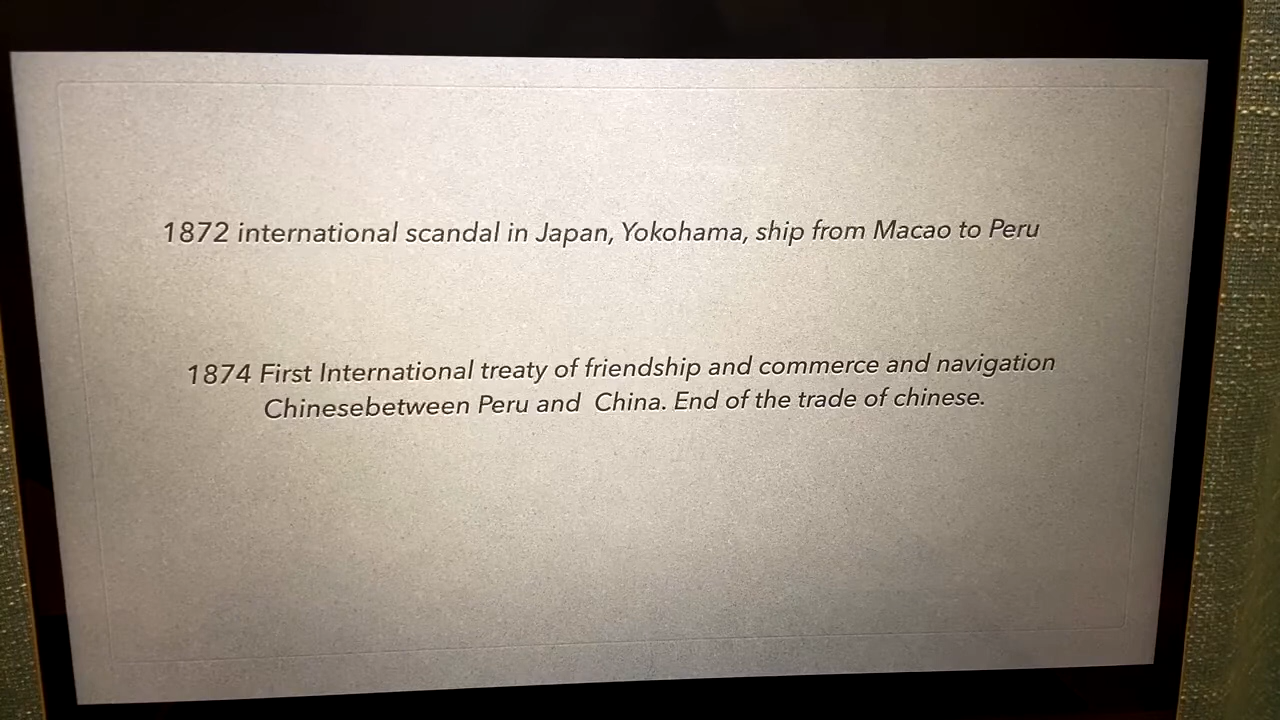 1872 international scandal in Japan, Yokohama, ship from Macao to Peru
1874 First International treaty of friendship and commerce and navigation
Chinesebetween Peru and  China. End of the trade of chinese.